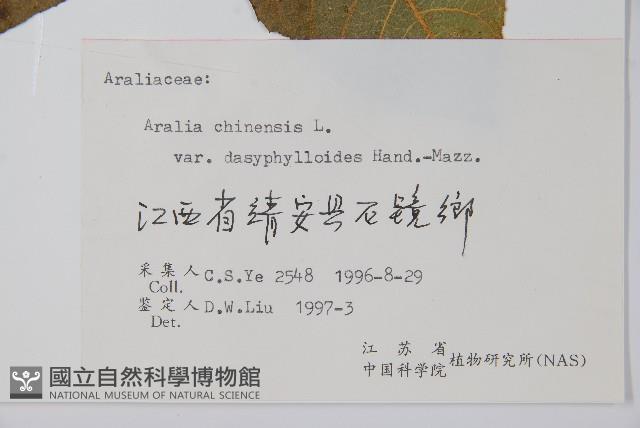 Araliaceae:
Aralia chinensis L.
var. dasyphylloides Hand.-Mazz.
江西省靖安县石鏡鄉
采集人 C.S.Ye 2548 1996-8-29
Coll.
鉴定人 D.W.Liu 1997-3
Det.
江苏省
中国科学院 植物研究所(NAS)
國立自然科學博物館
NATIONAL MUSEUM OF NATURAL SCIENCE